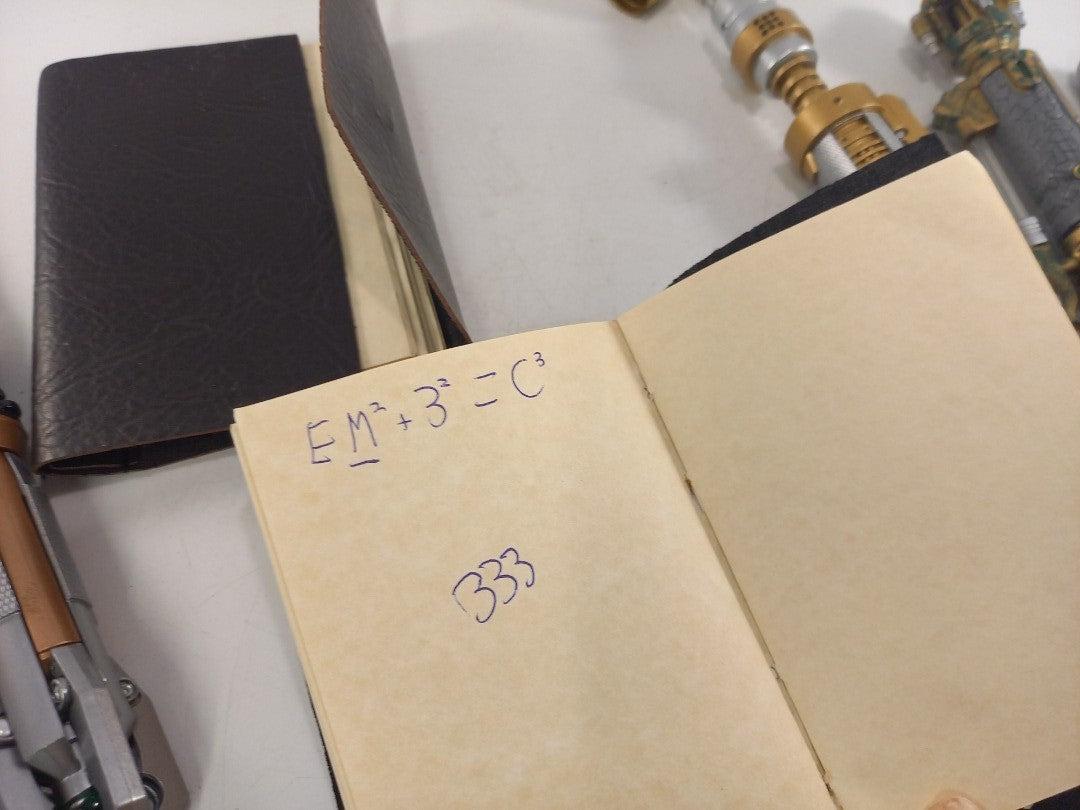 EM² + 3² = C³
333